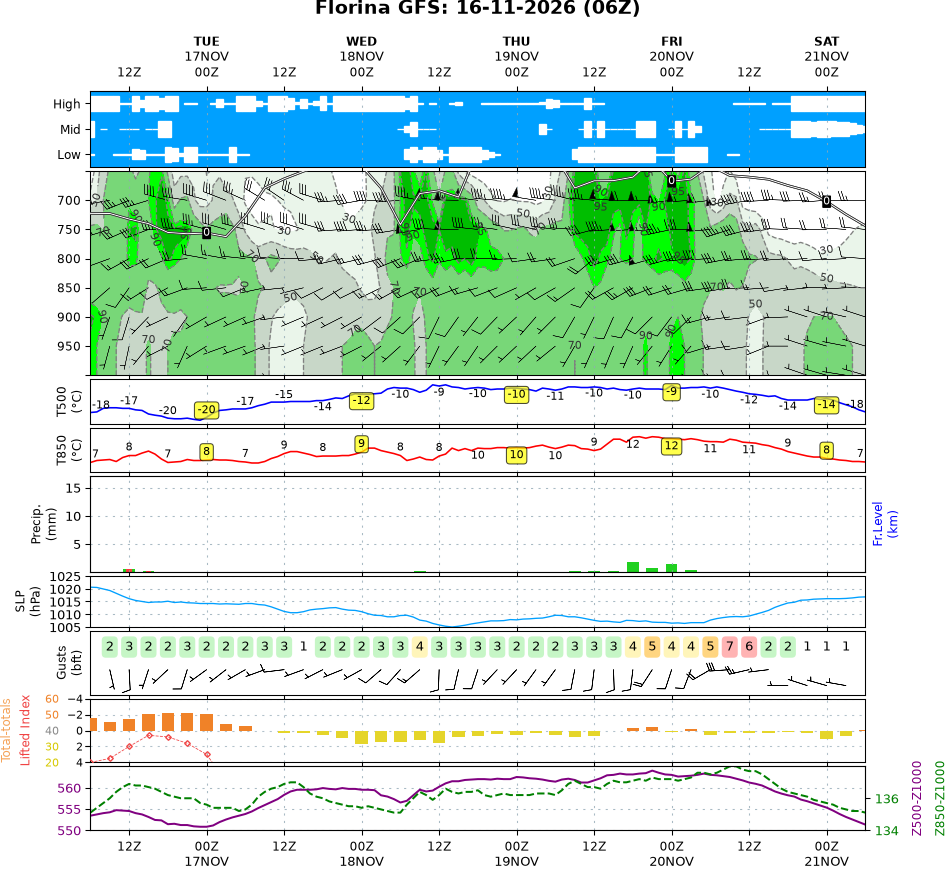 Florina GFS: 16-11-2026 (06Z)
TUE WED THU FRI SAT
17NOV 18NOV 19NOV 20NOV 21NOV
12Z 00Z 12Z 00Z 12Z 00Z 12Z 00Z 12Z 00Z
High
Mid
Low
700
750
800
850
900
950
T500 (°C)
-18 -17 -20 -20 -17 -15 -14 -12 -10 -9 -10 -10 -11 -10 -10 -9 -10 -12 -14 -14 -18
T850 (°C)
7 8 7 8 7 9 8 9 8 8 10 10 10 9 12 12 11 11 9 8 7
Precip. (mm)
15
10
5
Fr.Level (km)
SLP (hPa)
1025
1020
1015
1010
1005
Gusts (bft)
2 3 2 2 3 2 2 2 3 3 1 2 2 2 3 3 4 3 3 3 3 2 2 2 3 3 3 4 5 4 4 5 7 6 2 2 1 1 1
Total-totals
Lifted Index
60 −4
50 −2
40 0
30 2
20 4
560
555
550
136
134
Z500-Z1000
Z850-Z1000
12Z 00Z 12Z 00Z 12Z 00Z 12Z 00Z 12Z 00Z
17NOV 18NOV 19NOV 20NOV 21NOV